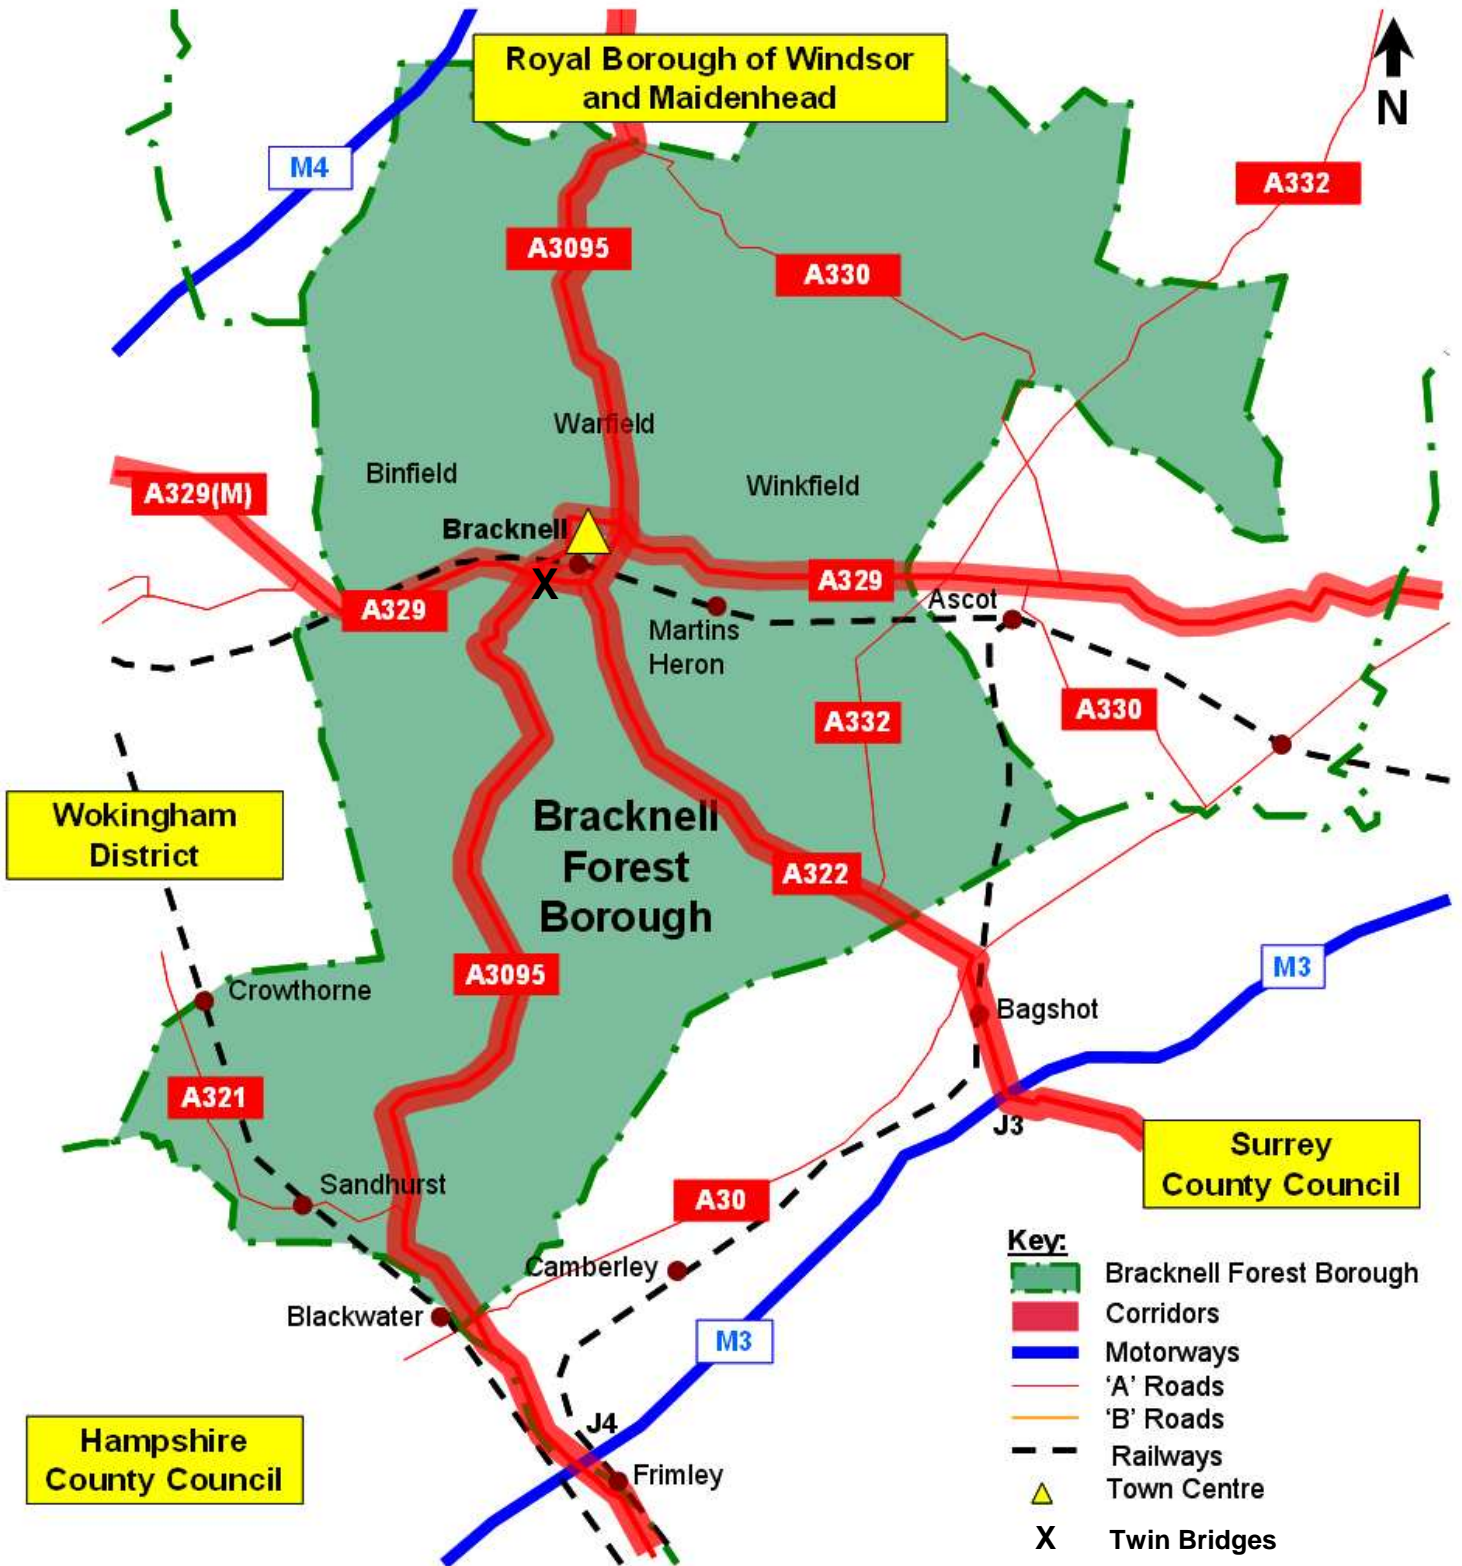 Royal Borough of Windsor
and Maidenhead
N
M4
A332
A3095
A330
Warfield
Binfield
Winkfield
A329(M)
Bracknell
X
A329
A329
Ascot
Martins
Heron
A332
A330
Wokingham
District
Bracknell
Forest
Borough
A322
A3095
M3
Crowthorne
Bagshot
A321
J3
Surrey
County Council
Sandhurst
A30
Camberley
Blackwater
M3
J4
Frimley
Hampshire
County Council
Key:
Bracknell Forest Borough
Corridors
Motorways
‘A’ Roads
‘B’ Roads
Railways
Town Centre
X Twin Bridges